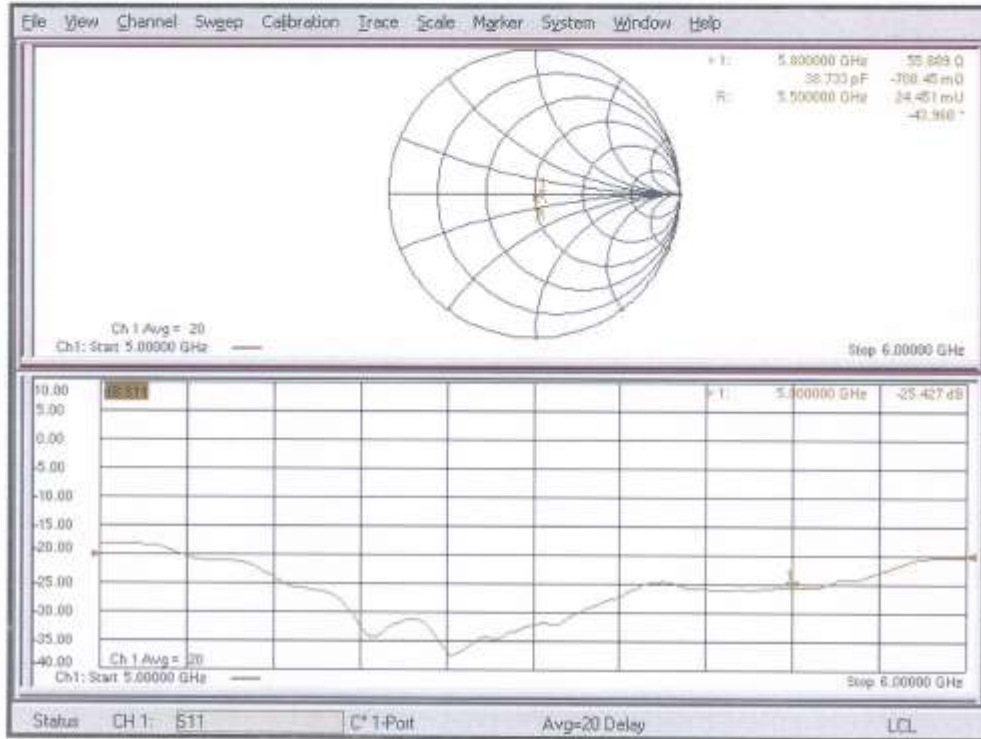 File View Channel Sweep Calibration Trace Scale Marker System Window Help
> 1: 5.800000 GHz 55.809 Ω
38.733 pF -708.45 mΩ
R: 5.500000 GHz 24.451 mU
-43.960 °
Ch 1 Avg = 20
Ch1: Start 5.00000 GHz Stop 6.00000 GHz
10.00 > 1: 5.800000 GHz -25.427 dB
5.00
0.00
-5.00
-10.00
-15.00
-20.00
-25.00
-30.00
-35.00
-40.00
Ch 1 Avg = 20
Ch1: Start 5.00000 GHz Stop 6.00000 GHz
Status CH 1: S11 C* 1-Port Avg=20 Delay LCL